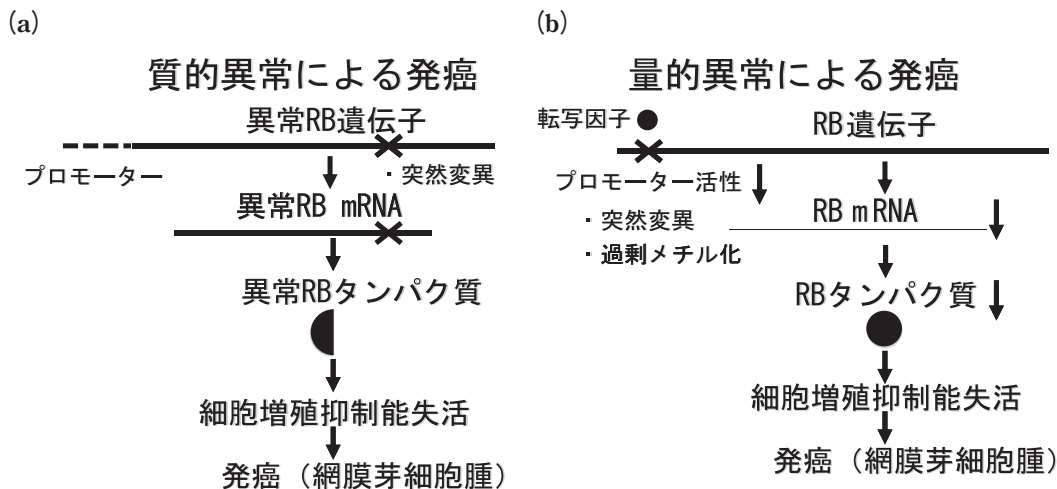 (a)
質的異常による発癌
異常RB遺伝子
プロモーター
・突然変異
異常RB mRNA
異常RBタンパク質
細胞増殖抑制能失活
発癌（網膜芽細胞腫）
(b)
量的異常による発癌
転写因子
RB遺伝子
プロモーター活性
・突然変異
・過剰メチル化
RB mRNA
RBタンパク質
細胞増殖抑制能失活
発癌（網膜芽細胞腫）